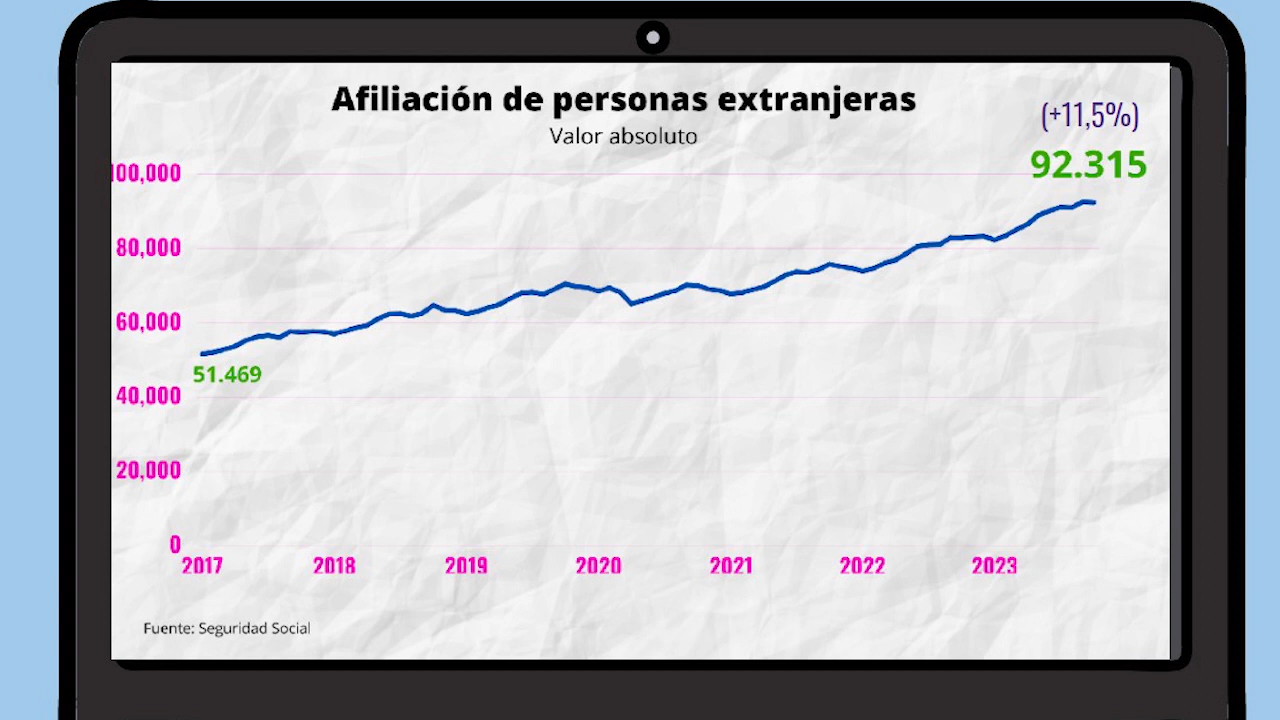 Afiliación de personas extranjeras
Valor absoluto
(+11,5%)
92.315
100,000
80,000
60,000
51.469
40,000
20,000
0
2017 2018 2019 2020 2021 2022 2023
Fuente: Seguridad Social